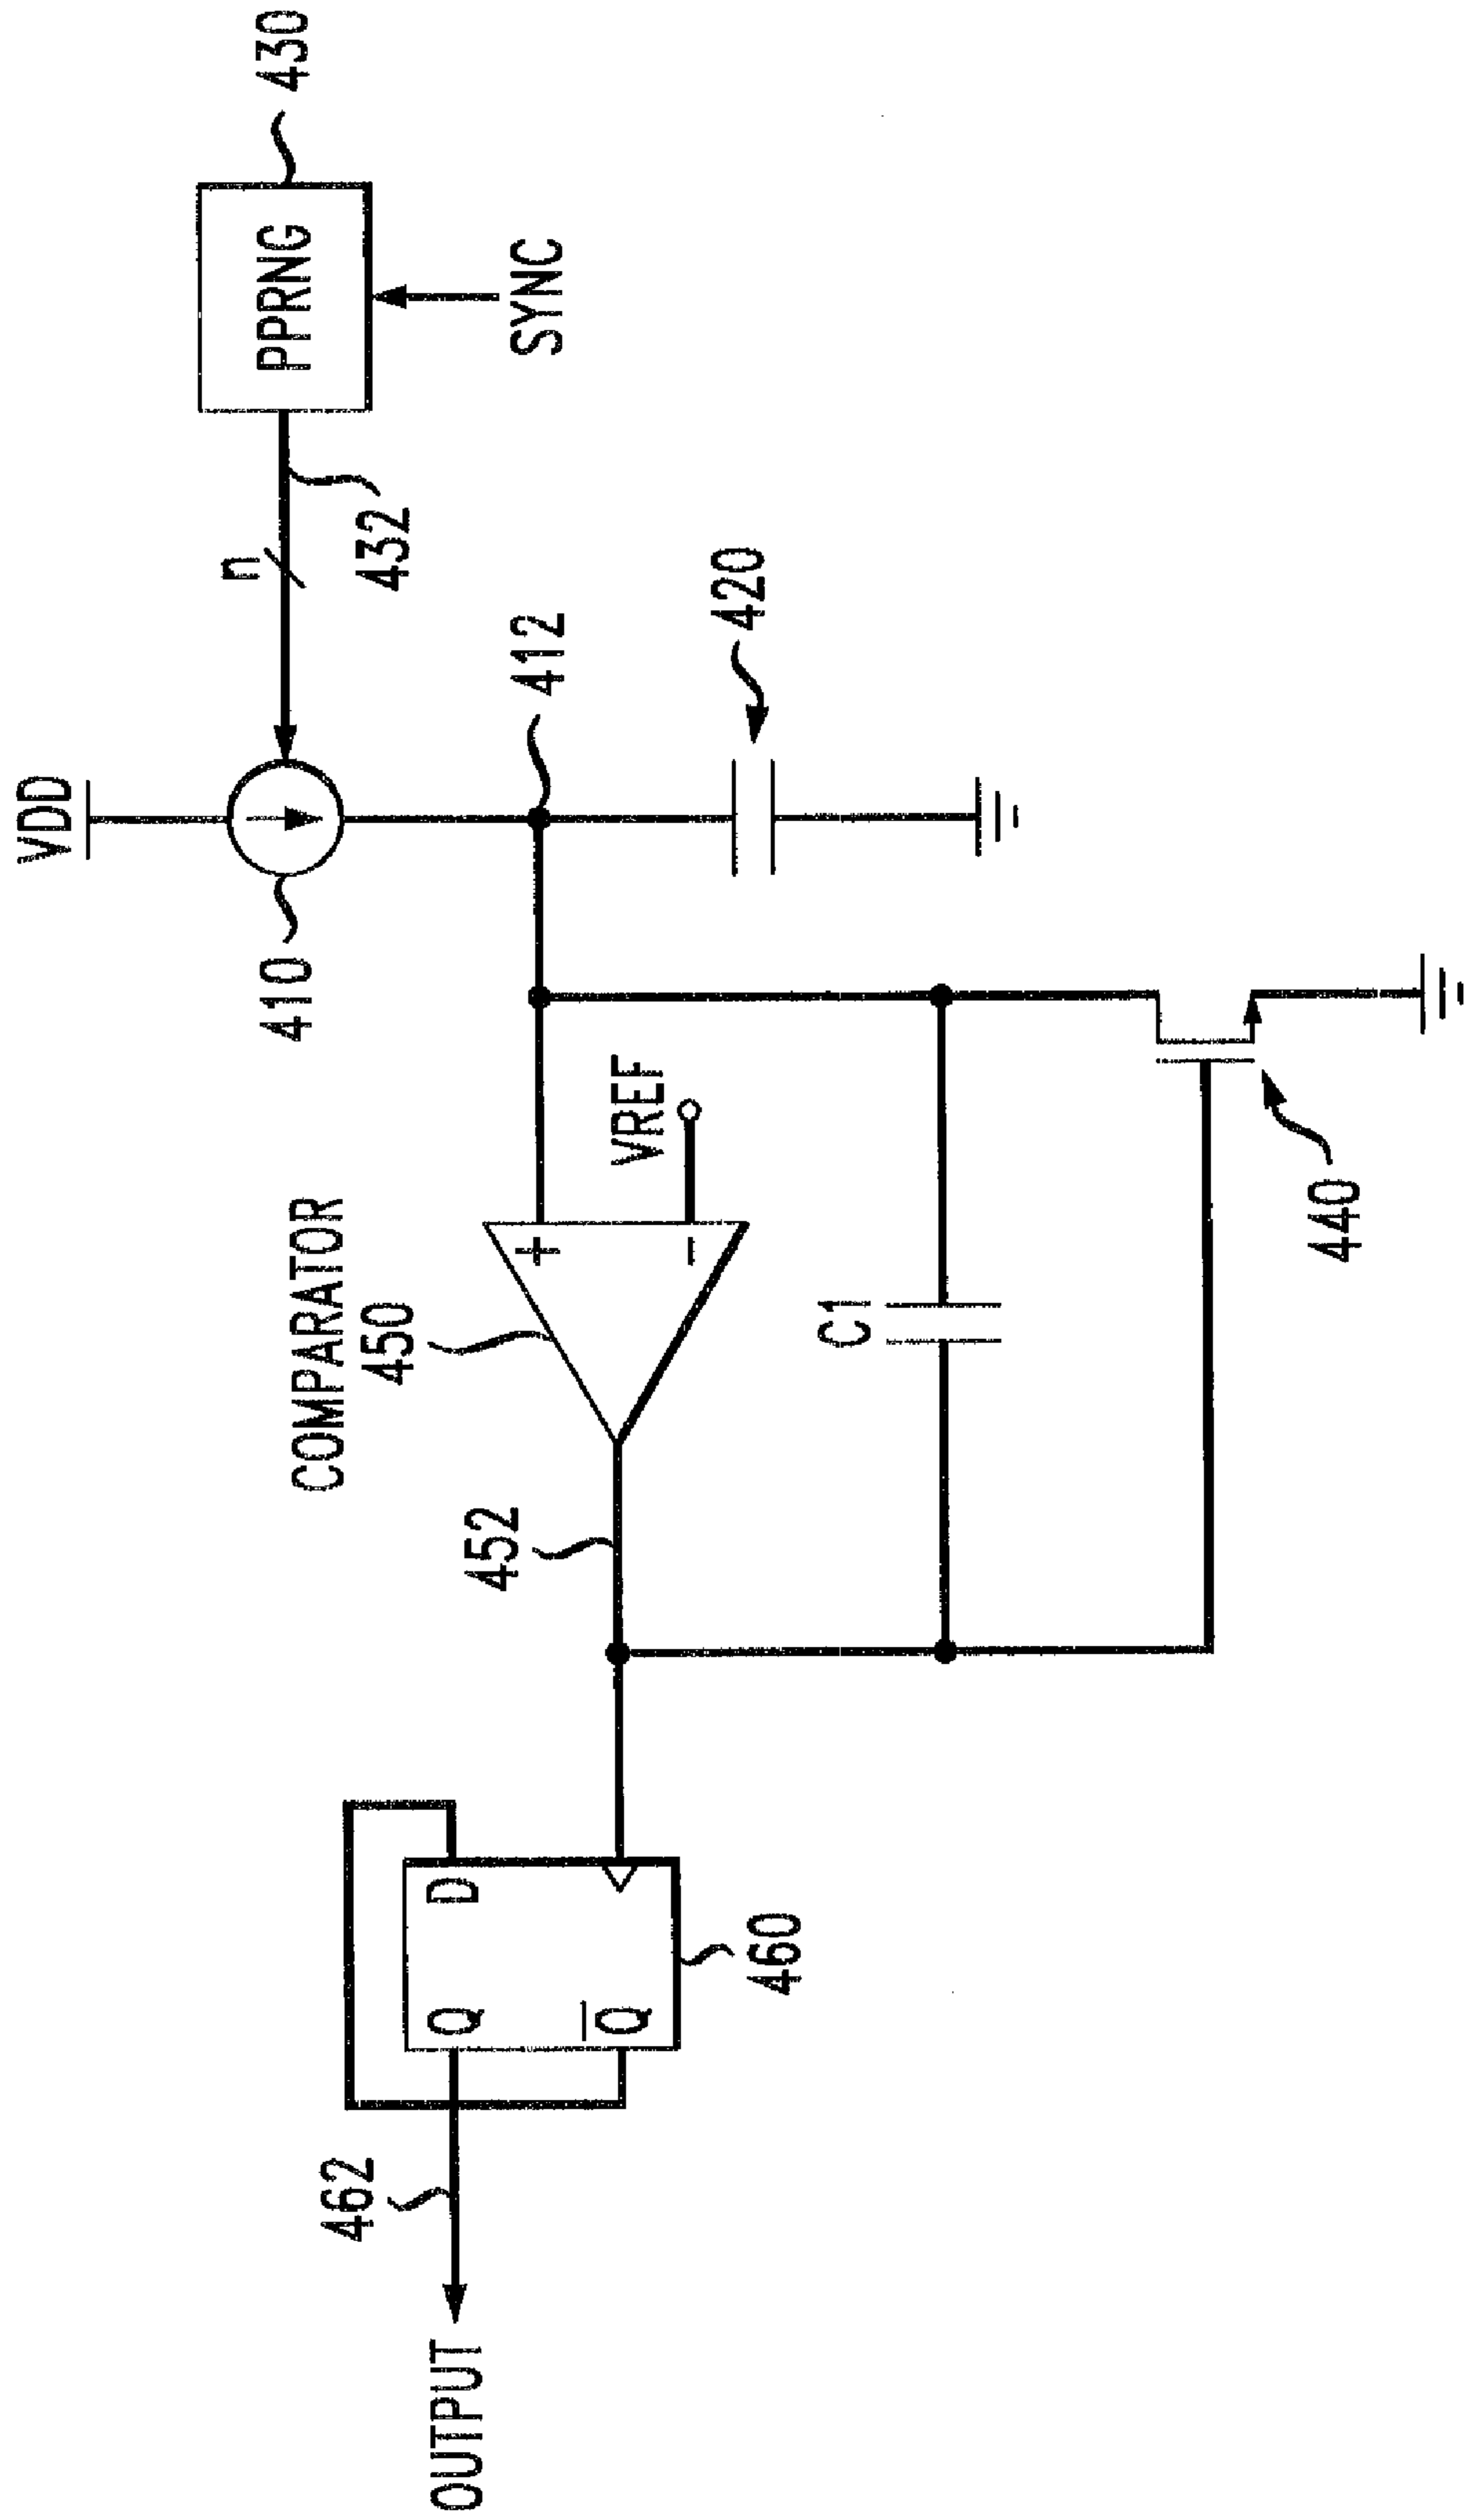 430
PPRNG
SYNC
432
n
412
420
VDD
410
VREF
440
COMPARATOR
450
+
-
C1
452
D
Q
Q̅
460
462
OUTPUT